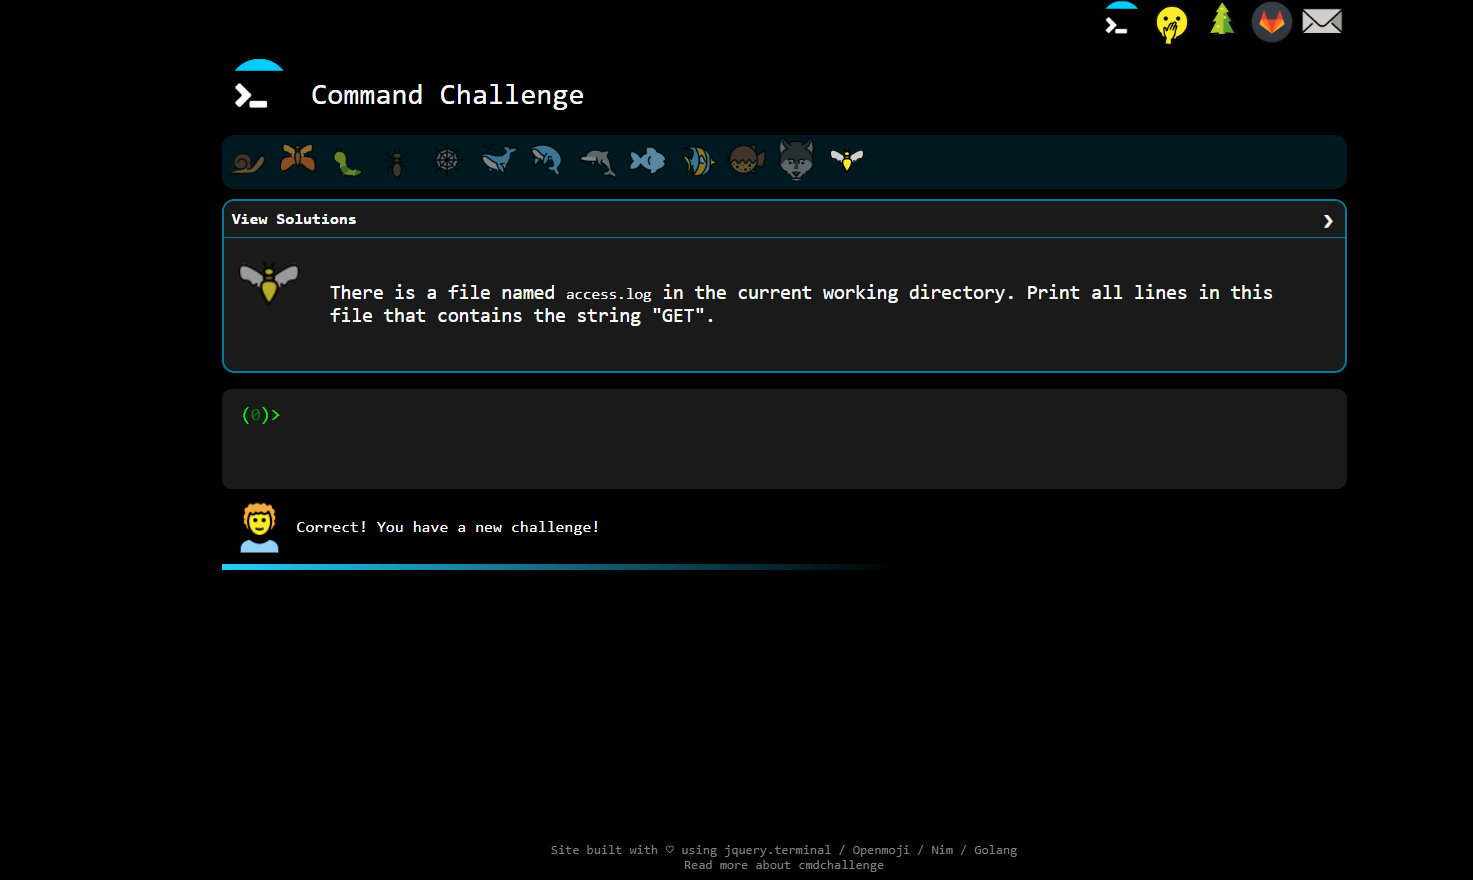 Command Challenge
View Solutions
There is a file named access.log in the current working directory. Print all lines in this
file that contains the string "GET".
(0)>
Correct! You have a new challenge!
Site built with ♡ using jquery.terminal / Openmoji / Nim / Golang
Read more about cmdchallenge